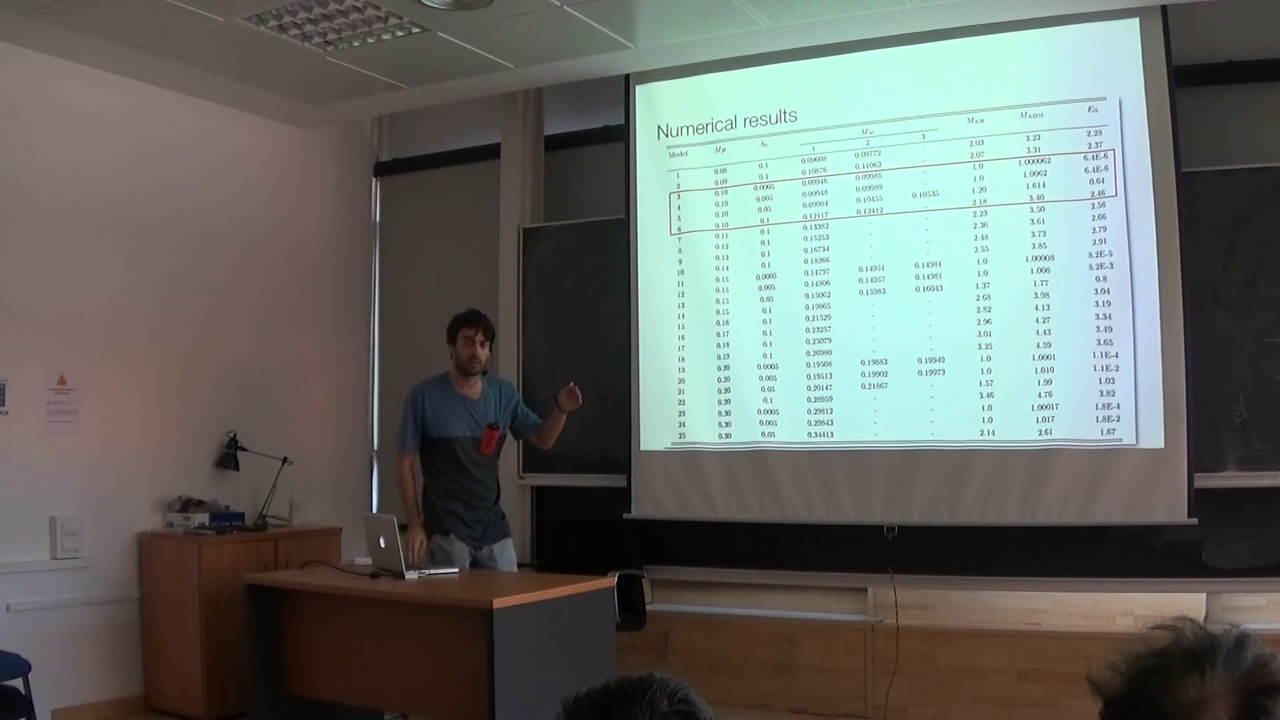 Numerical results
Model Mμ A₀ Mω M_AH M_ADM E₀
1 2 3
1 0.08 0.1 0.09608 0.09772 - 2.03 3.23 2.28
2 0.09 0.1 0.10876 0.11063 - 2.07 3.31 2.37
3 0.10 0.0005 0.09946 0.09985 - 1.0 1.000062 6.4E-6
4 0.10 0.005 0.09948 0.09989 - 1.0 1.0062 6.4E-6
5 0.10 0.05 0.09984 0.10455 0.10535 1.20 1.614 0.64
6 0.10 0.1 0.12117 0.12412 - 2.18 3.40 2.46
7 0.11 0.1 0.13382 - - 2.23 3.50 2.56
8 0.12 0.1 0.15253 - - 2.36 3.61 2.66
9 0.13 0.1 0.16734 - - 2.48 3.73 2.79
10 0.14 0.1 0.18266 - - 2.55 3.85 2.91
11 0.15 0.0005 0.14797 0.14951 0.14981 1.0 1.00008 8.2E-5
12 0.15 0.005 0.14806 0.14957 0.14981 1.0 1.008 8.2E-3
13 0.15 0.05 0.15062 0.15983 0.16043 1.37 1.77 0.8
14 0.15 0.1 0.19865 - - 2.68 3.98 3.04
15 0.16 0.1 0.21529 - - 2.82 4.13 3.19
16 0.17 0.1 0.23257 - - 2.96 4.27 3.34
17 0.18 0.1 0.25079 - - 3.01 4.43 3.49
18 0.19 0.1 0.26980 - - 3.25 4.59 3.65
19 0.20 0.0005 0.19508 0.19883 0.19949 1.0 1.0001 1.1E-4
20 0.20 0.005 0.19513 0.19902 0.19973 1.0 1.010 1.1E-2
21 0.20 0.05 0.20147 0.21867 - 1.57 1.99 1.03
22 0.20 0.1 0.28959 - - 3.46 4.76 3.82
23 0.30 0.0005 0.29812 - - 1.0 1.00017 1.8E-4
24 0.30 0.005 0.29843 - - 1.0 1.017 1.8E-2
25 0.30 0.05 0.34413 - - 2.14 2.61 1.67